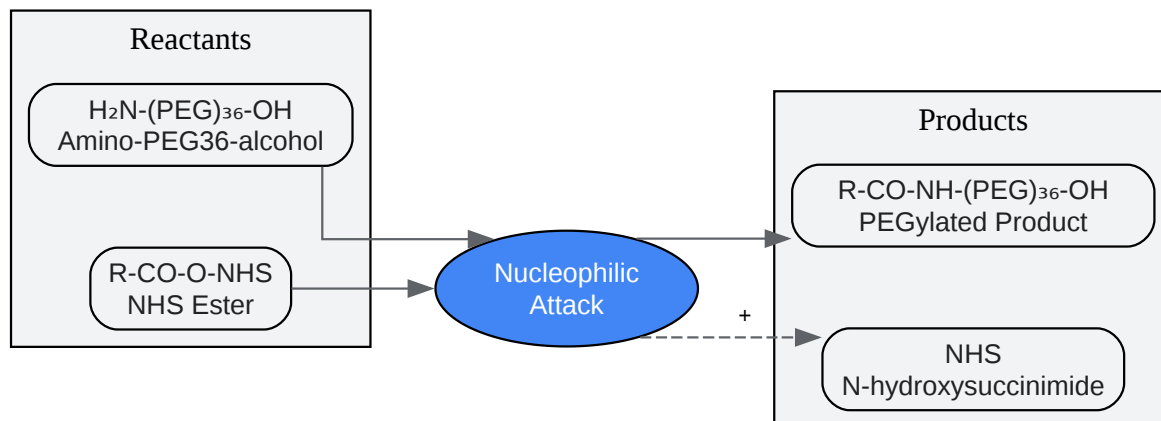 Reactants
H₂N-(PEG)₃₆-OH
Amino-PEG36-alcohol
R-CO-O-NHS
NHS Ester
Nucleophilic
Attack
+
Products
R-CO-NH-(PEG)₃₆-OH
PEGylated Product
NHS
N-hydroxysuccinimide